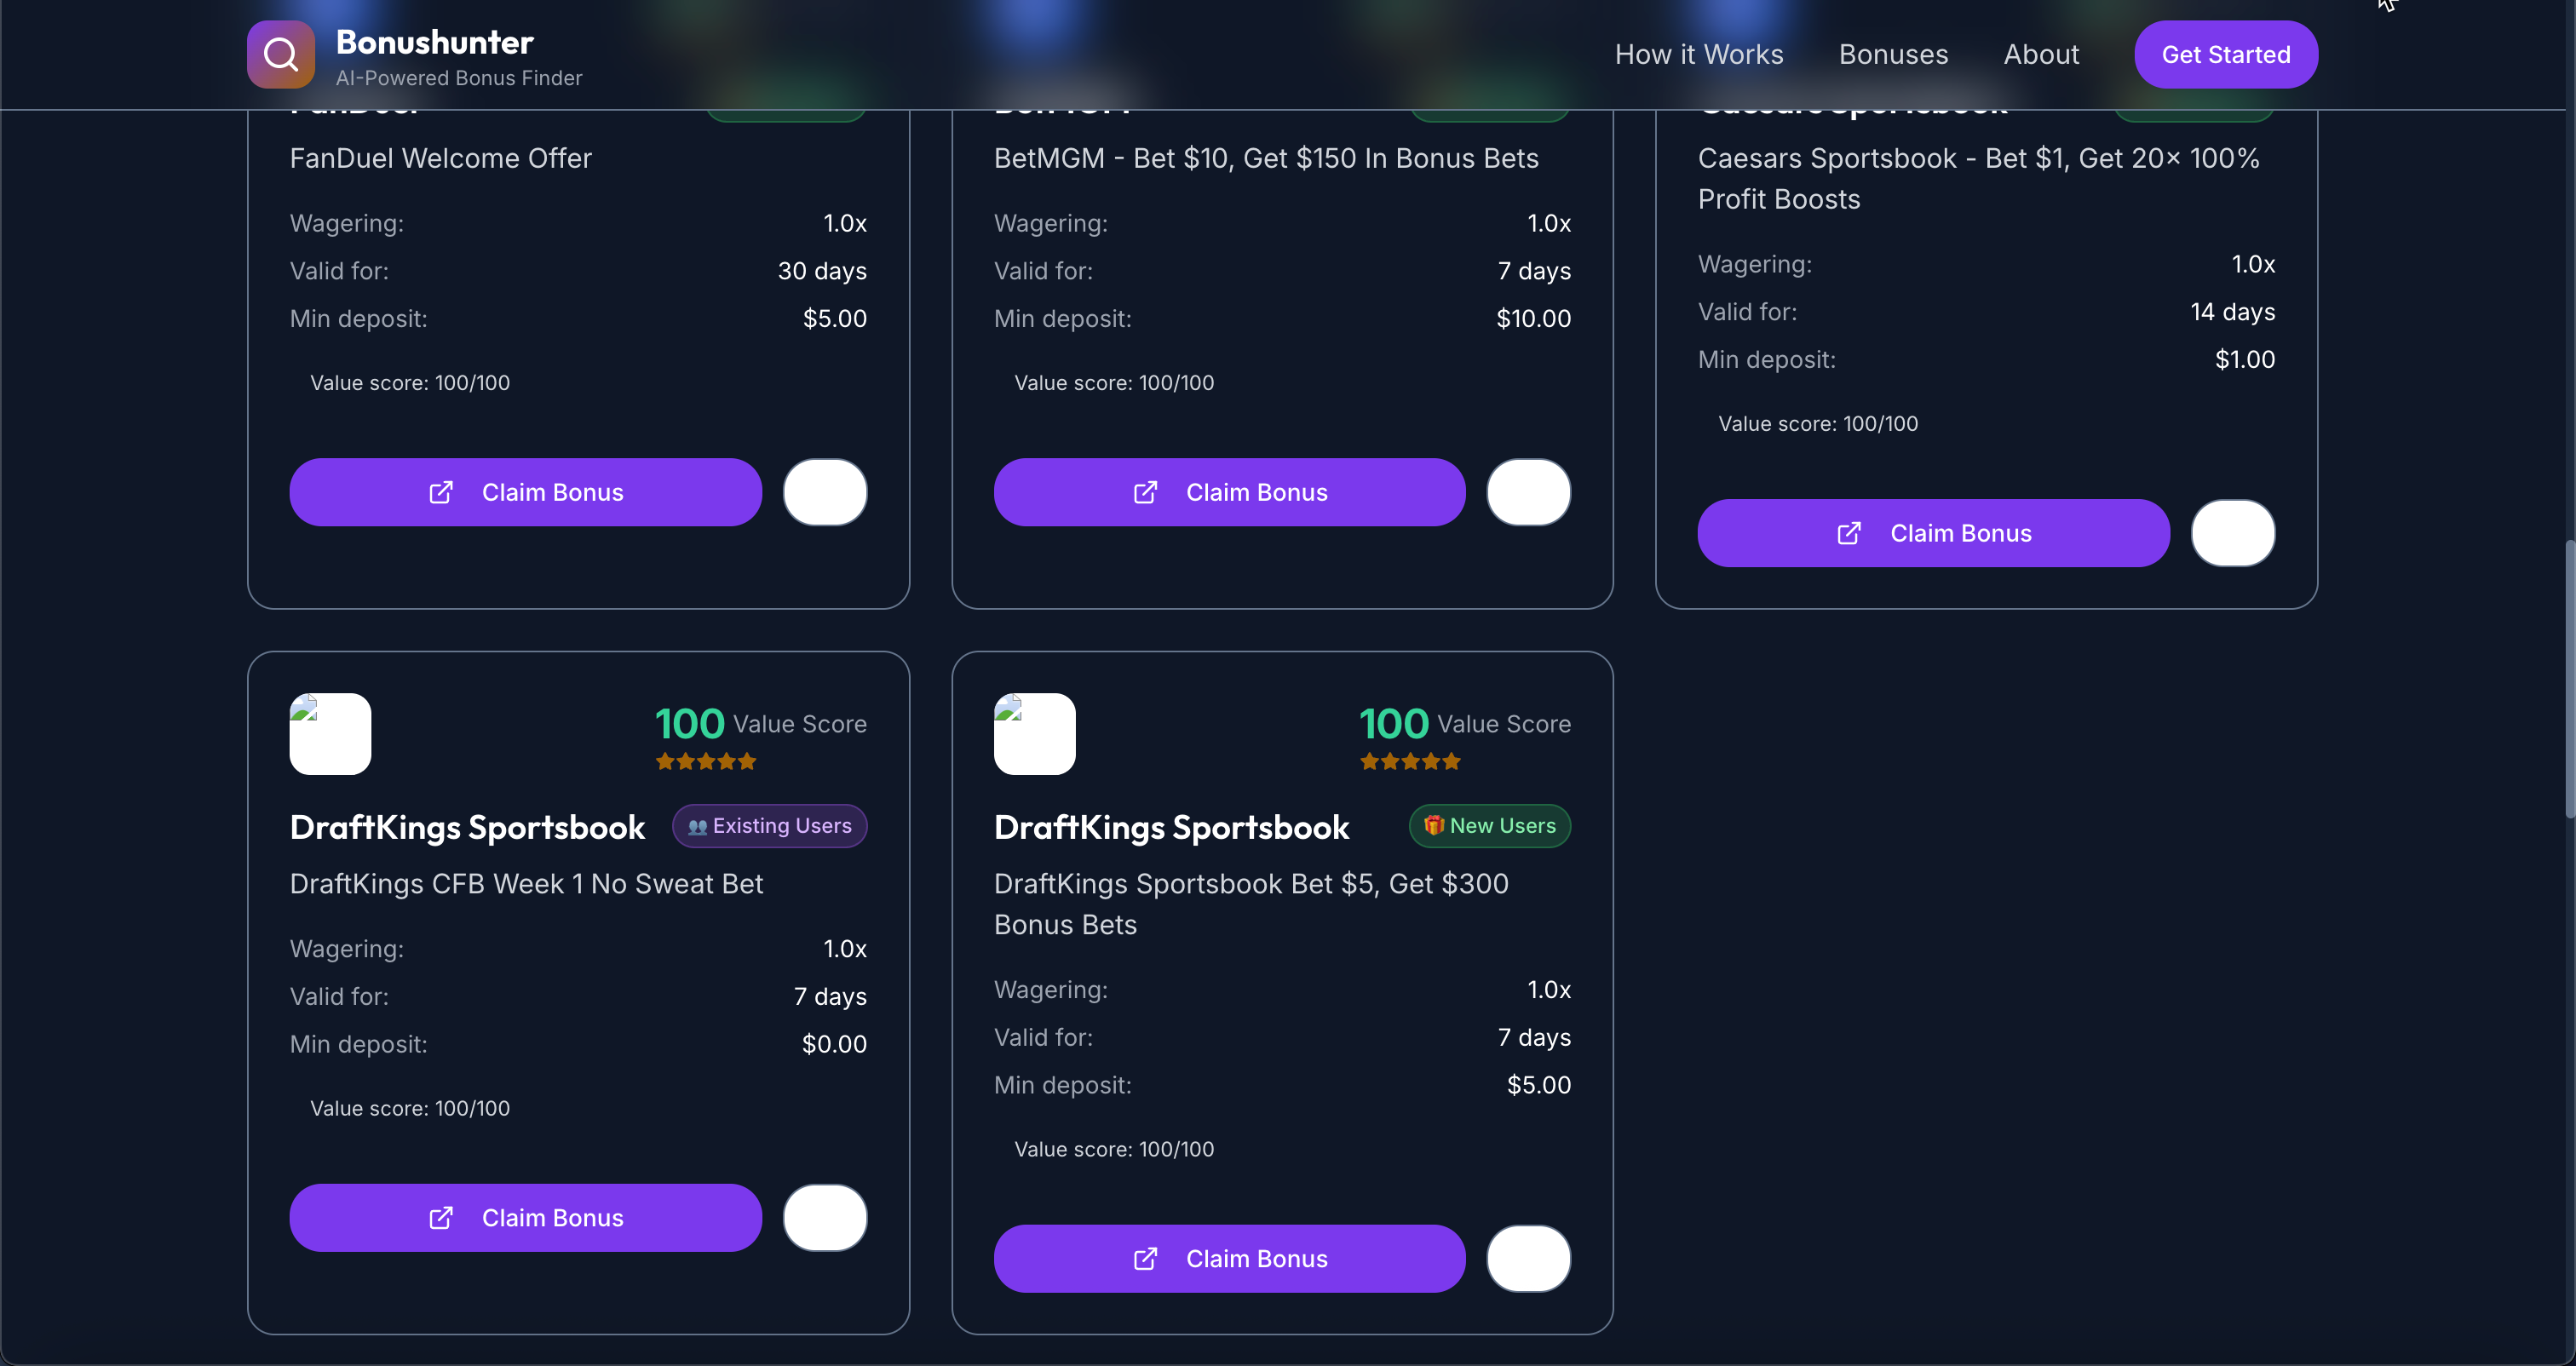 Bonushunter
AI-Powered Bonus Finder
How it Works
Bonuses
About
Get Started
FanDuel
BetMGM
Caesars Sportsbook
FanDuel Welcome Offer
Wagering: 1.0x
Valid for: 30 days
Min deposit: $5.00
Value score: 100/100
Claim Bonus
BetMGM - Bet $10, Get $150 In Bonus Bets
Wagering: 1.0x
Valid for: 7 days
Min deposit: $10.00
Value score: 100/100
Claim Bonus
Caesars Sportsbook - Bet $1, Get 20× 100%
Profit Boosts
Wagering: 1.0x
Valid for: 14 days
Min deposit: $1.00
Value score: 100/100
Claim Bonus
100 Value Score
DraftKings Sportsbook
👥 Existing Users
DraftKings CFB Week 1 No Sweat Bet
Wagering: 1.0x
Valid for: 7 days
Min deposit: $0.00
Value score: 100/100
Claim Bonus
100 Value Score
DraftKings Sportsbook
🎁 New Users
DraftKings Sportsbook Bet $5, Get $300
Bonus Bets
Wagering: 1.0x
Valid for: 7 days
Min deposit: $5.00
Value score: 100/100
Claim Bonus